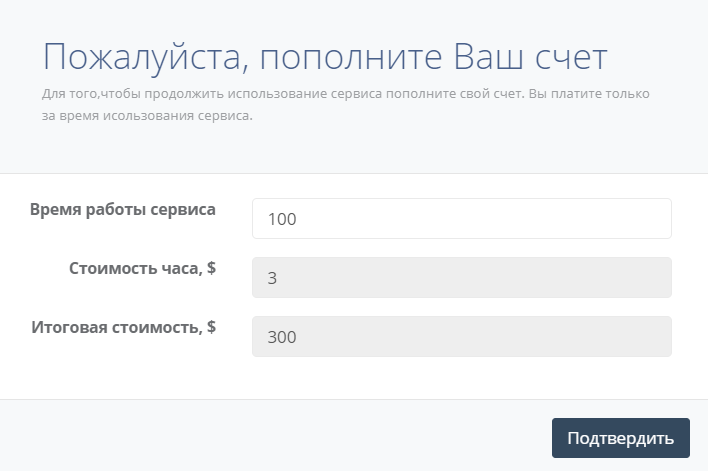 Пожалуйста, пополните Ваш счет
Для того,чтобы продолжить использование сервиса пополните свой счет. Вы платите только
за время исользования сервиса.
Время работы сервиса
100
Стоимость часа, $
3
Итоговая стоимость, $
300
Подтвердить